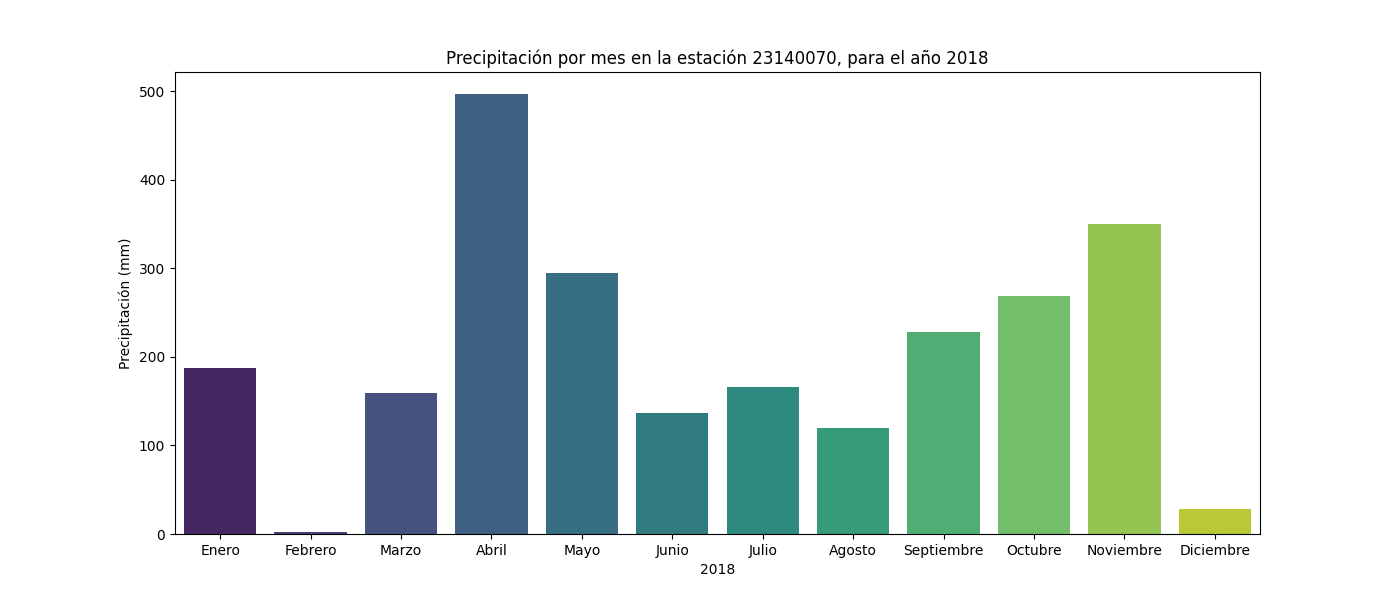 Precipitación por mes en la estación 23140070, para el año 2018
Precipitación (mm)
500
400
300
200
100
0
Enero Febrero Marzo Abril Mayo Junio Julio Agosto Septiembre Octubre Noviembre Diciembre
2018